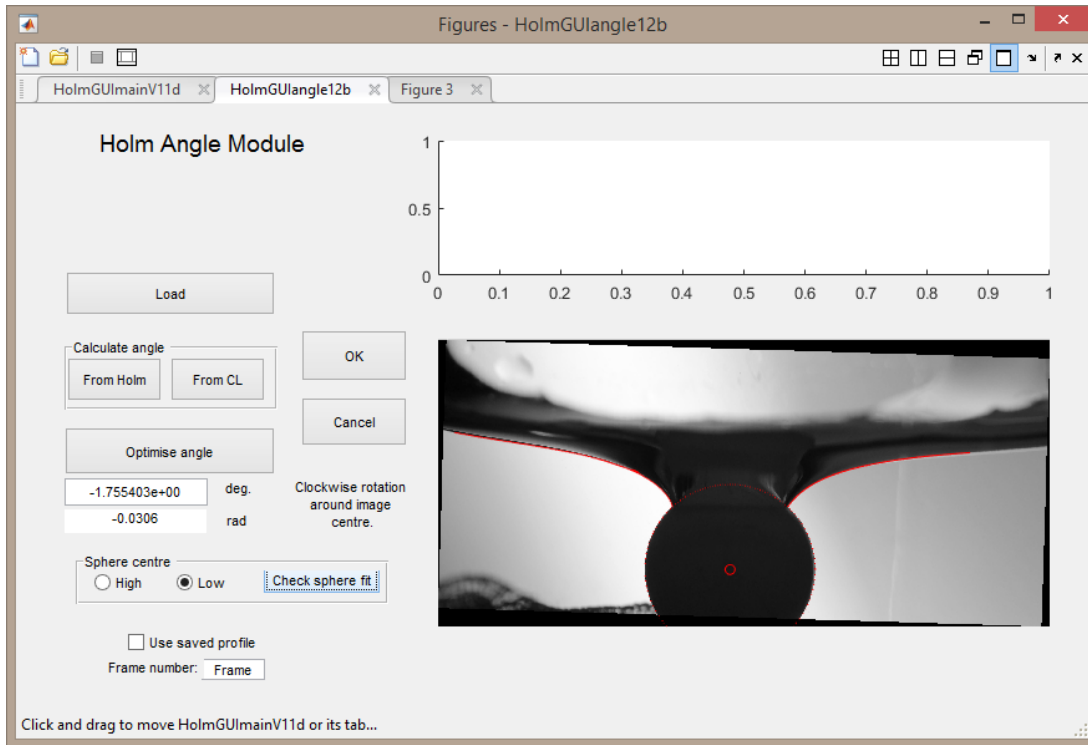 Figures - HolmGUIangle12b
HolmGUImainV11d
HolmGUIangle12b
Figure 3
Holm Angle Module
1
0.5
0
0 0.1 0.2 0.3 0.4 0.5 0.6 0.7 0.8 0.9 1
Load
Calculate angle
From Holm
From CL
OK
Cancel
Optimise angle
-1.755403e+00 deg.
-0.0306 rad
Clockwise rotation
around image
centre.
Sphere centre
High
Low
Check sphere fit
Use saved profile
Frame number: Frame
Click and drag to move HolmGUImainV11d or its tab...